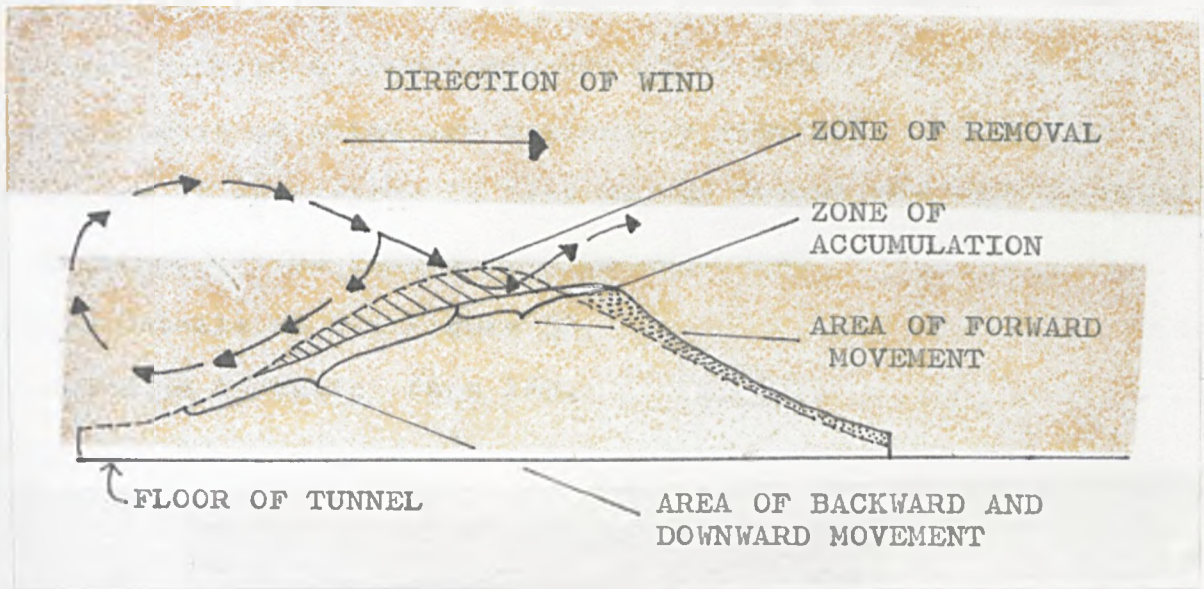 DIRECTION OF WIND
ZONE OF REMOVAL
ZONE OF
ACCUMULATION
AREA OF FORWARD
MOVEMENT
FLOOR OF TUNNEL
AREA OF BACKWARD AND
DOWNWARD MOVEMENT